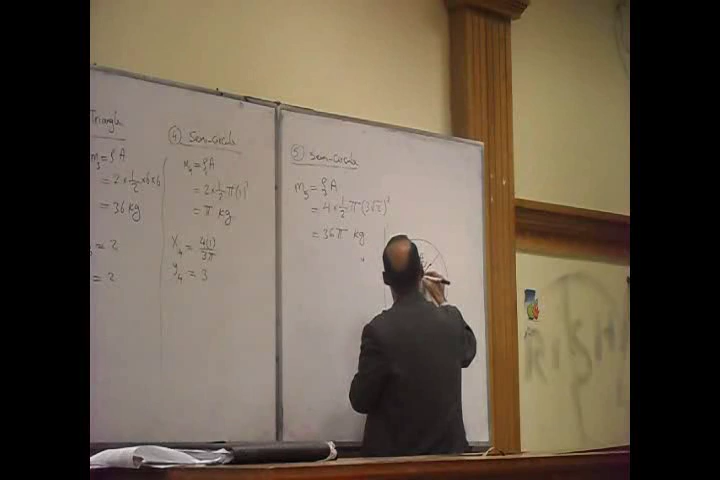 Triangle
m₃ = ρA
= 2 × ½ × 6 × 6
= 36 kg
= 2
= 2
④ Semi-circule
m₄ = ρA
= 2 × ½ π(1)²
= π kg
x₄ = 4(1)/3π
y₄ = 3
⑤ Semi-circule
m₅ = ρA
= 4 × ½ π(3√2)²
= 36π kg